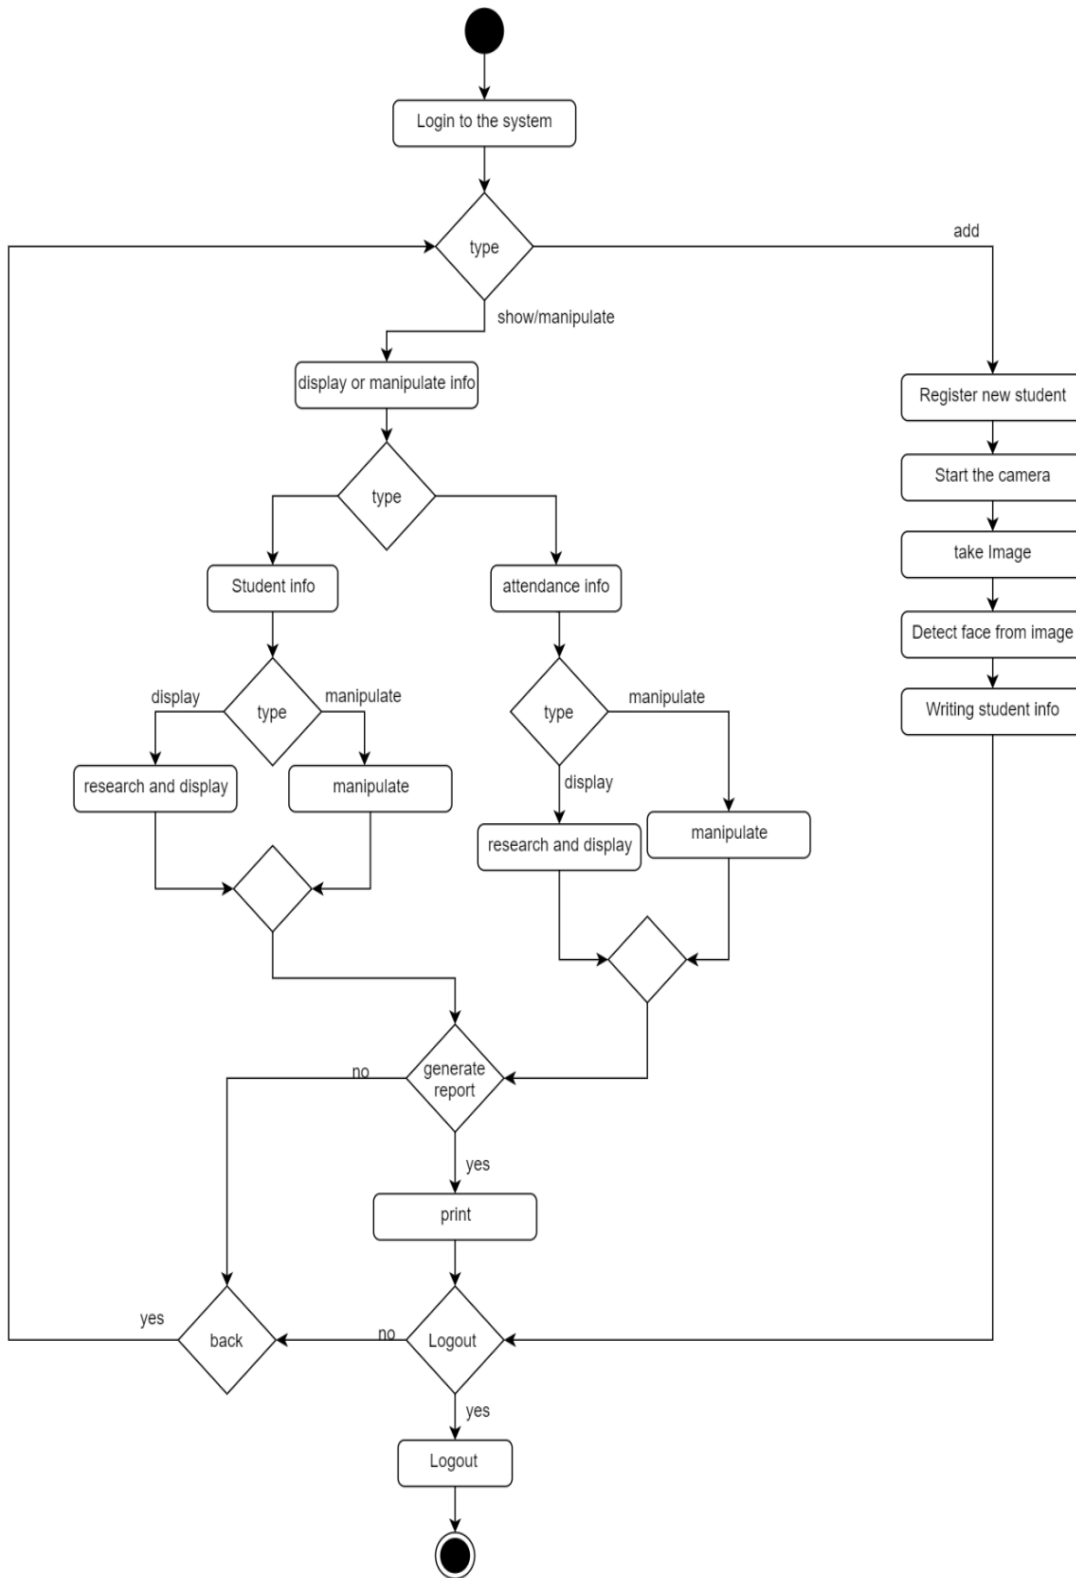 Login to the system
type
add
show/manipulate
display or manipulate info
Register new student
type
Start the camera
take Image
Student info
attendance info
Detect face from image
display
manipulate
type
manipulate
type
Writing student info
research and display
manipulate
display
research and display
manipulate
generate
report
no
yes
print
yes
back
no
Logout
yes
Logout